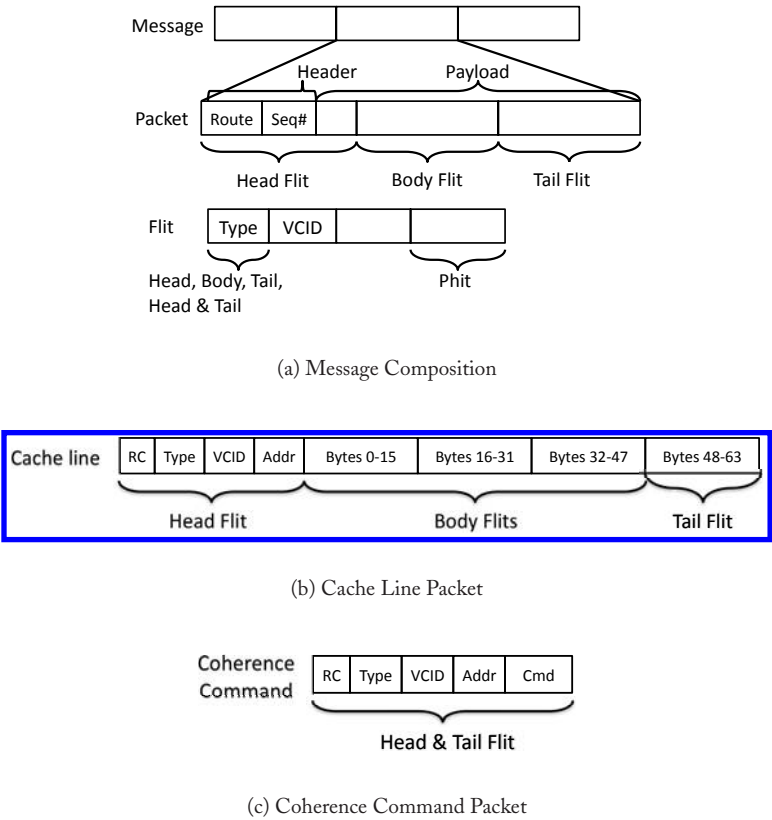 Message
Header Payload
Packet Route Seq#
Head Flit Body Flit Tail Flit
Flit Type VCID
Head, Body, Tail,
Head & Tail
Phit
(a) Message Composition
Cache line RC Type VCID Addr Bytes 0-15 Bytes 16-31 Bytes 32-47 Bytes 48-63
Head Flit Body Flits Tail Flit
(b) Cache Line Packet
Coherence
Command
RC Type VCID Addr Cmd
Head & Tail Flit
(c) Coherence Command Packet